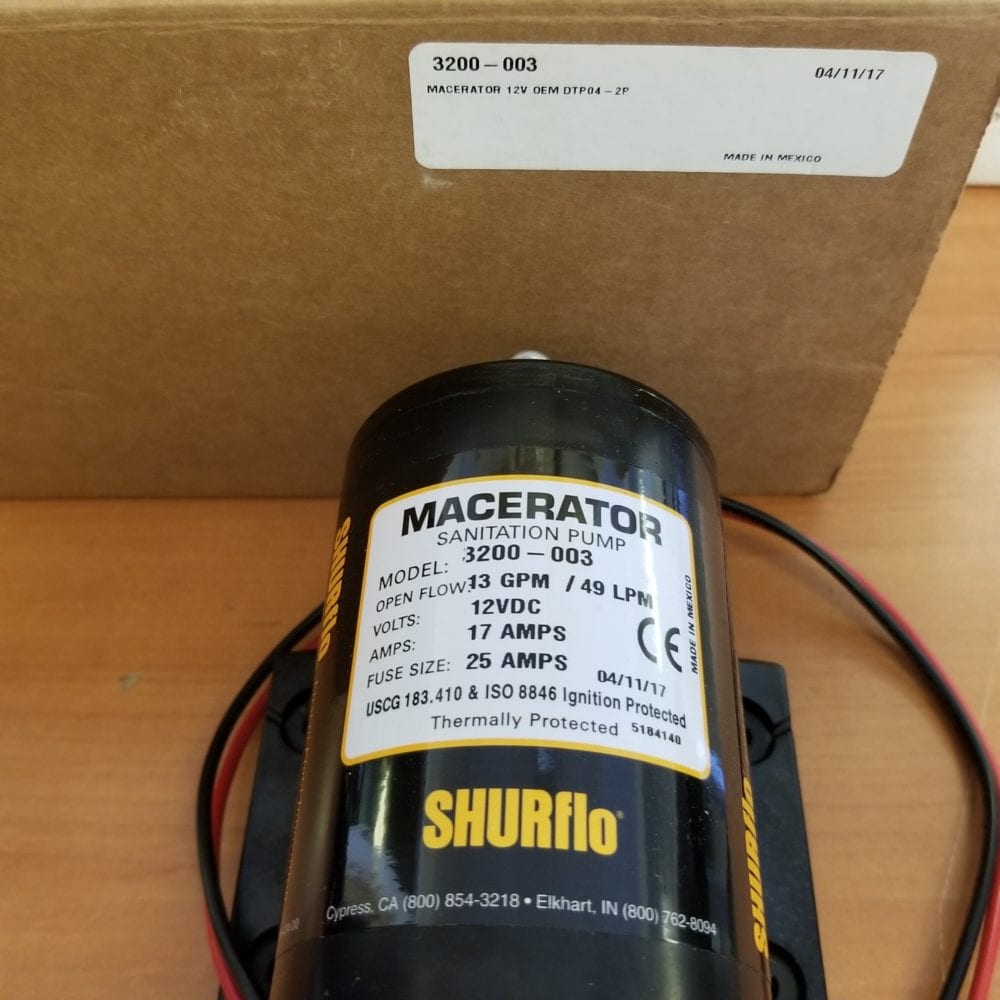 3200-003
04/11/17
MACERATOR 12V OEM DTP04-2P
MADE IN MEXICO
MACERATOR
SANITATION PUMP
MODEL: 3200-003
OPEN FLOW: 13 GPM / 49 LPM
VOLTS: 12VDC
AMPS: 17 AMPS
FUSE SIZE: 25 AMPS
CE
MADE IN MEXICO
04/11/17
USCG 183.410 & ISO 8846 Ignition Protected
Thermally Protected 5184140
SHURflo®
SHURflo
SHURflo
Cypress, CA (800) 854-3218 • Elkhart, IN (800) 762-8094